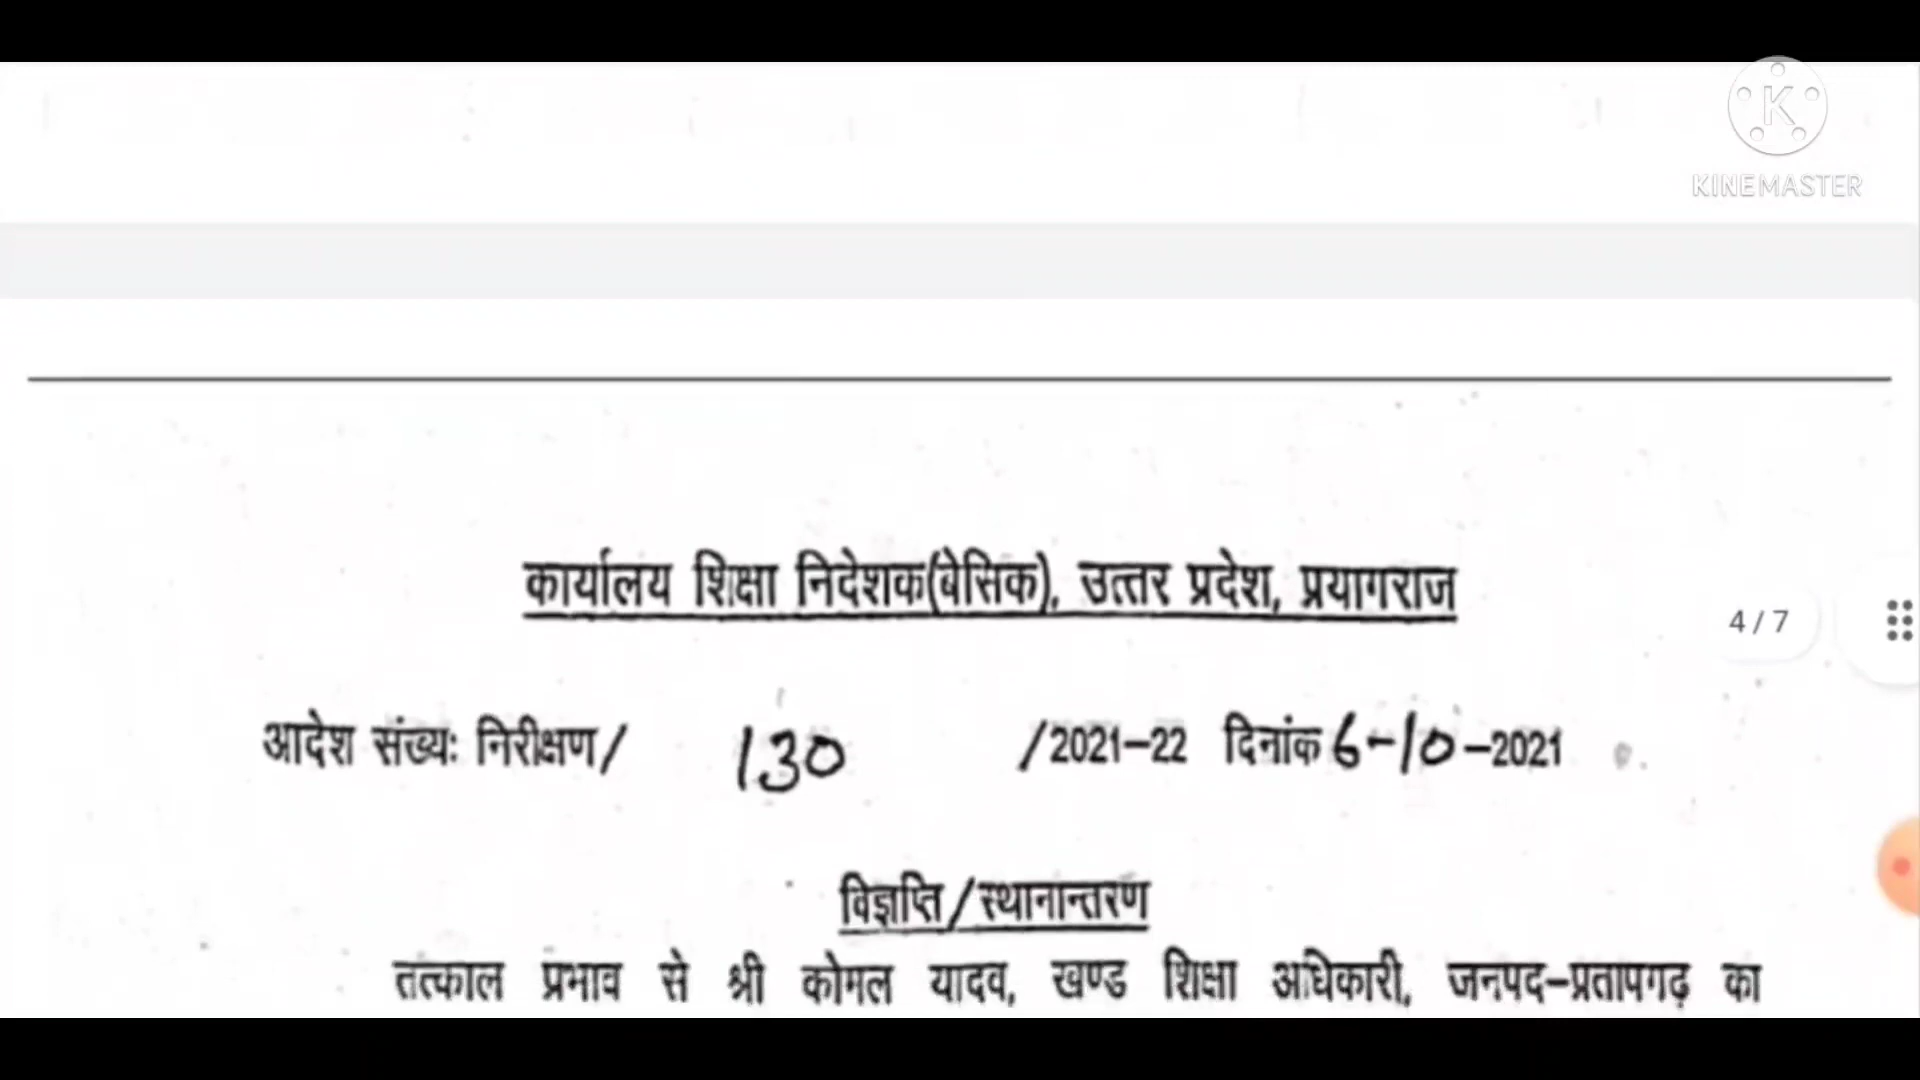 KINEMASTER
कार्यालय शिक्षा निदेशक(बेसिक), उत्तर प्रदेश, प्रयागराज
4 / 7
आदेश संख्यः निरीक्षण/ 130 /2021–22 दिनांक 6-10-2021
विज्ञप्ति/स्थानान्तरण
तत्काल प्रभाव से श्री कोमल यादव, खण्ड शिक्षा अधिकारी, जनपद–प्रतापगढ़ का